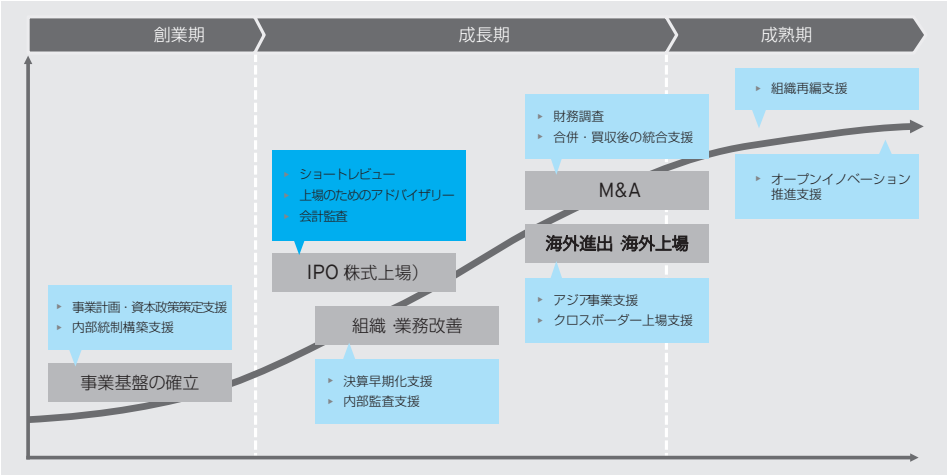 創業期
成長期
成熟期
組織再編支援
財務調査
合併・買収後の統合支援
M&A
オープンイノベーション
推進支援
ショートレビュー
上場のためのアドバイザリー
会計監査
IPO(株式上場)
海外進出・海外上場
アジア事業支援
クロスボーダー上場支援
事業計画・資本政策策定支援
内部統制構築支援
事業基盤の確立
組織・業務改善
決算早期化支援
内部監査支援